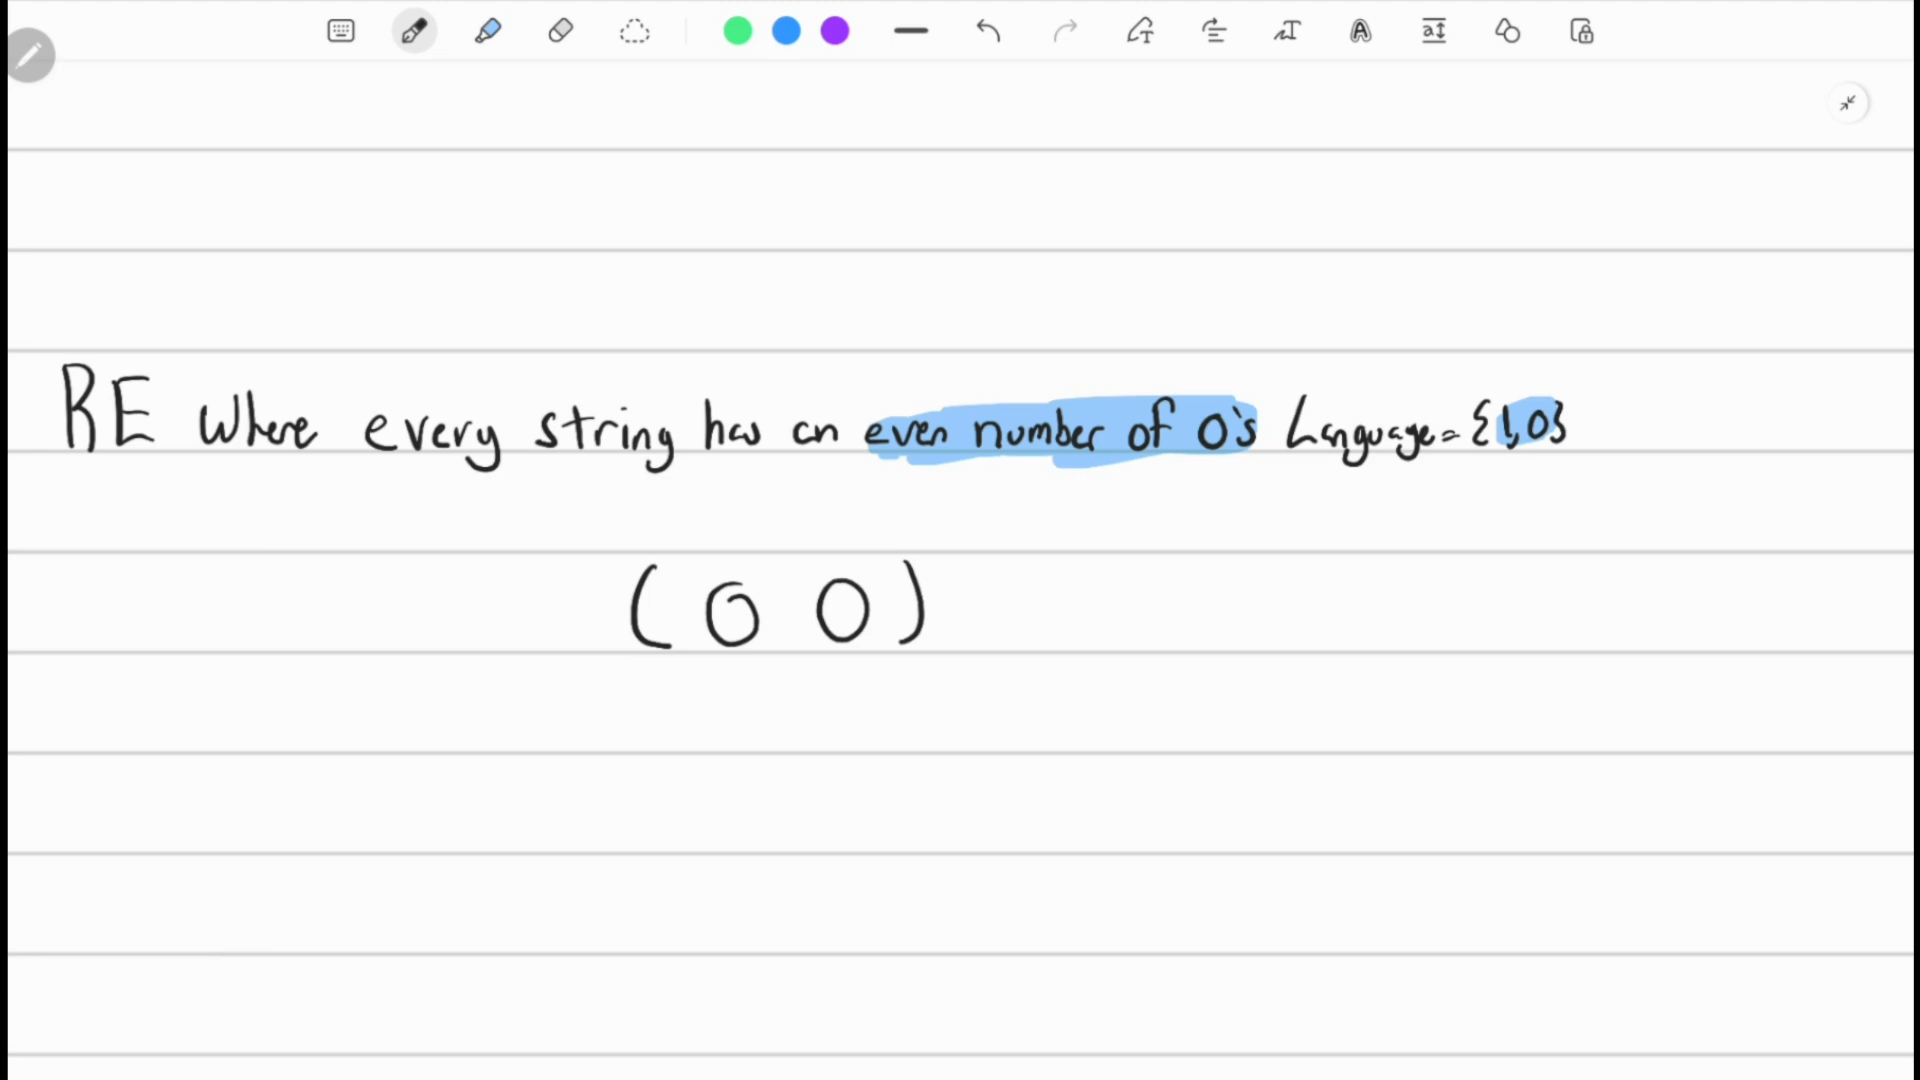 RE Where every string has an even number of 0's Language = {1,0}
( 0 0 )